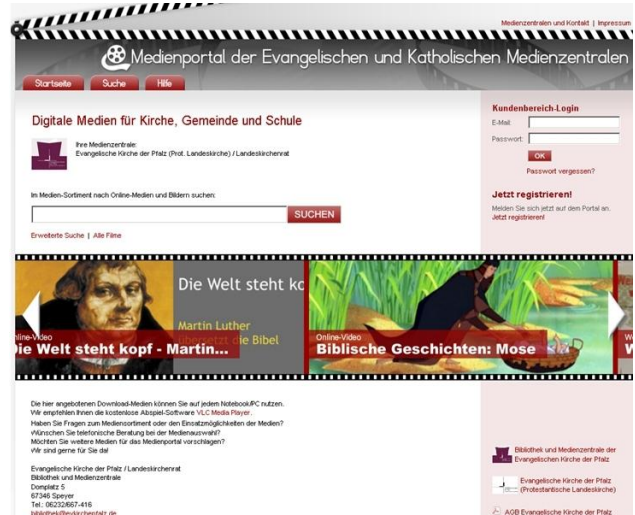 Medienzentralen und Kontakt | Impressum
Medienportal der Evangelischen und Katholischen Medienzentralen
Startseite Suche Hilfe
Digitale Medien für Kirche, Gemeinde und Schule
Ihre Medienzentrale:
Evangelische Kirche der Pfalz (Prot. Landeskirche) / Landeskirchenrat
Im Medien-Sortiment nach Online-Medien und Bildern suchen:
SUCHEN
Erweiterte Suche | Alle Filme
Kundenbereich-Login
E-Mail:
Passwort:
OK
Passwort vergessen?
Jetzt registrieren!
Melden Sie sich jetzt auf dem Portal an.
Jetzt registrieren!
Die Welt steht ko
Martin Luther
übersetzt die Bibel
nline-Video
Die Welt steht kopf - Martin...
Online-Video
Biblische Geschichten: Mose
Die hier angebotenen Download-Medien können Sie auf jedem Notebook/PC nutzen.
Wir empfehlen Ihnen die kostenlose Abspiel-Software VLC Media Player.
Haben Sie Fragen zum Mediensortiment oder den Einsatzmöglichkeiten der Medien?
Wünschen Sie telefonische Beratung bei der Medienauswahl?
Möchten Sie weitere Medien für das Medienportal vorschlagen?
Wir sind gerne für Sie da!
Evangelische Kirche der Pfalz / Landeskirchenrat
Bibliothek und Medienzentrale
Domplatz 5
67346 Speyer
Tel.: 06232/667-416
bibliothek@evkirchepfalz.de
Bibliothek und Medienzentrale der
Evangelischen Kirche der Pfalz
Evangelische Kirche der Pfalz
(Protestantische Landeskirche)
AGB Evangelische Kirche der Pfalz